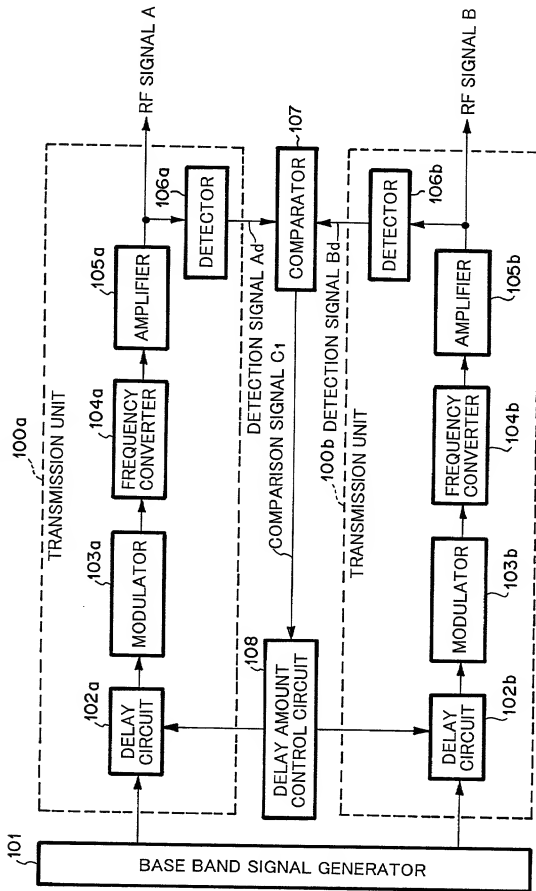 101
BASE BAND SIGNAL GENERATOR
100a
TRANSMISSION UNIT
102a
DELAY
CIRCUIT
103a
MODULATOR
104a
FREQUENCY
CONVERTER
105a
AMPLIFIER
106a
DETECTOR
RF SIGNAL A
DETECTION SIGNAL Ad
107
COMPARATOR
COMPARISON SIGNAL C1
108
DELAY AMOUNT
CONTROL CIRCUIT
DETECTION SIGNAL Bd
100b
TRANSMISSION UNIT
DELAY
CIRCUIT
102b
MODULATOR
103b
FREQUENCY
CONVERTER
104b
AMPLIFIER
105b
DETECTOR
106b
RF SIGNAL B